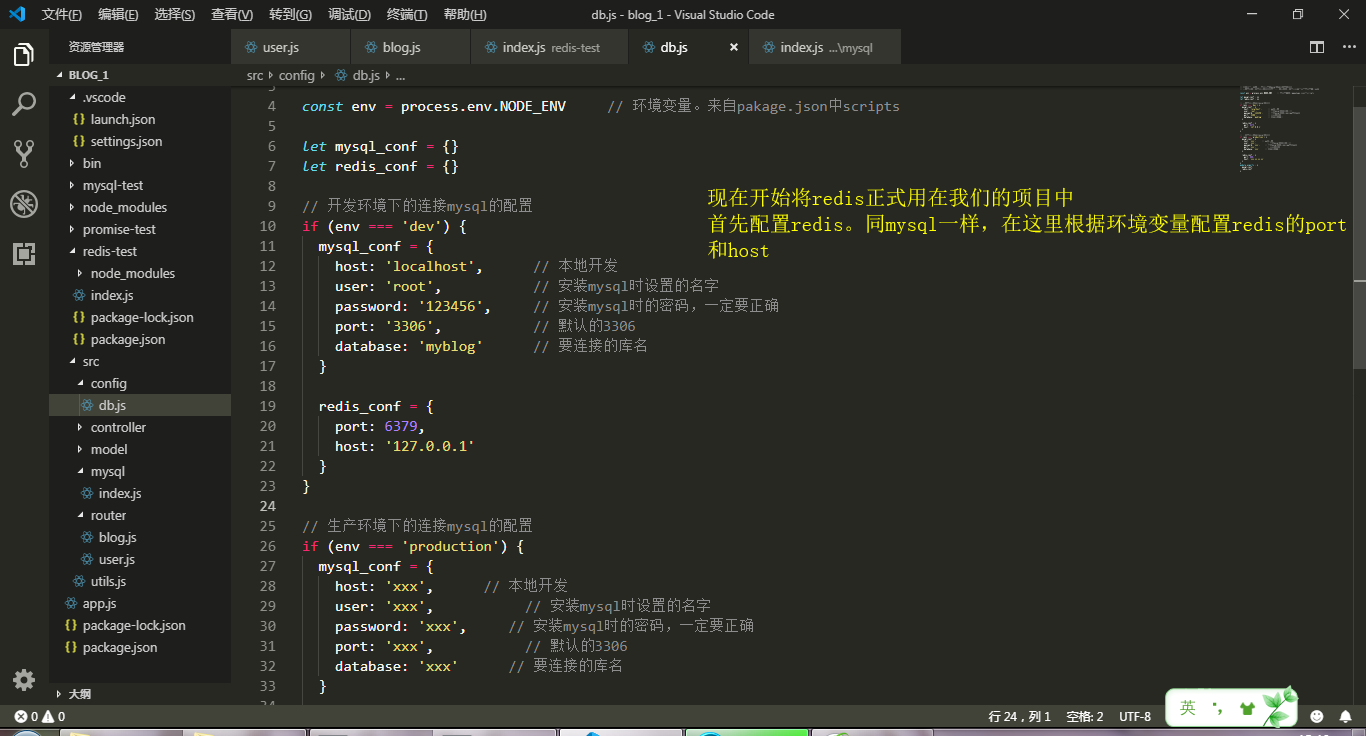 文件(F) 编辑(E) 选择(S) 查看(V) 转到(G) 调试(D) 终端(T) 帮助(H) db.js - blog_1 - Visual Studio Code
资源管理器
user.js
blog.js
index.js redis-test
db.js
index.js ...\mysql
src
config
db.js
...
BLOG_1
.vscode
launch.json
settings.json
bin
mysql-test
node_modules
promise-test
redis-test
node_modules
index.js
package-lock.json
package.json
src
config
db.js
controller
model
mysql
index.js
router
blog.js
user.js
utils.js
app.js
package-lock.json
package.json
大纲
4 const env = process.env.NODE_ENV // 环境变量。来自pakage.json中scripts
5
6 let mysql_conf = {}
7 let redis_conf = {}
8
9 // 开发环境下的连接mysql的配置
10 if (env === 'dev') {
11 mysql_conf = {
12 host: 'localhost', // 本地开发
13 user: 'root', // 安装mysql时设置的名字
14 password: '123456', // 安装mysql时的密码，一定要正确
15 port: '3306', // 默认的3306
16 database: 'myblog' // 要连接的库名
17 }
18
19 redis_conf = {
20 port: 6379,
21 host: '127.0.0.1'
22 }
23 }
24
25 // 生产环境下的连接mysql的配置
26 if (env === 'production') {
27 mysql_conf = {
28 host: 'xxx', // 本地开发
29 user: 'xxx', // 安装mysql时设置的名字
30 password: 'xxx', // 安装mysql时的密码，一定要正确
31 port: 'xxx', // 默认的3306
32 database: 'xxx' // 要连接的库名
33 }
现在开始将redis正式用在我们的项目中
首先配置redis。同mysql一样，在这里根据环境变量配置redis的port
和host
0 0
行 24，列 1 空格: 2 UTF-8
英